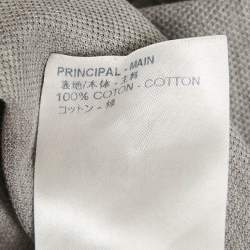 PRINCIPAL - MAIN
表地/本体 - 主料
100% COTON - COTTON
コットン - 棉